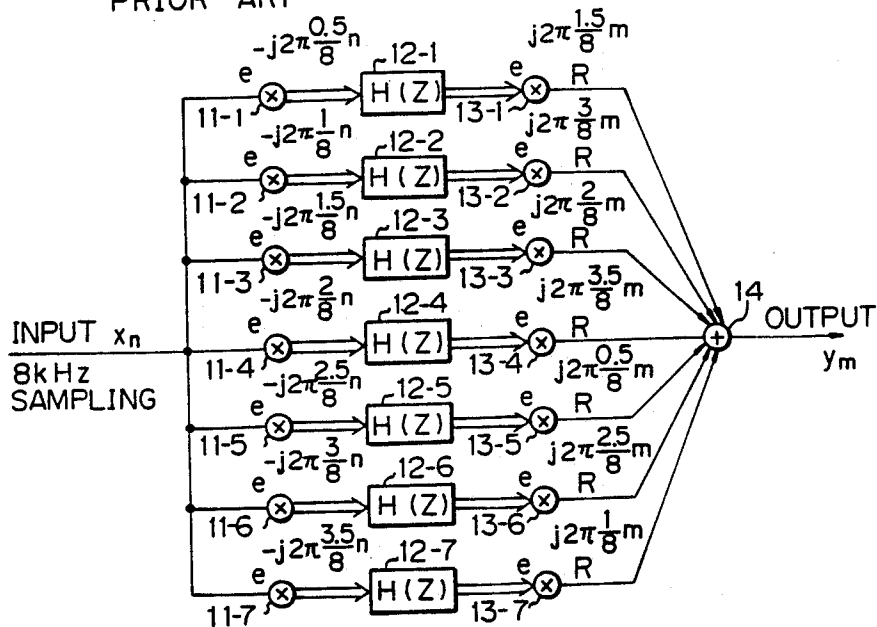 PRIOR ART
-j2π 0.5/8 n 12-1 j2π 1.5/8 m
e H(Z) e R
11-1 13-1
-j2π 1/8 n 12-2 j2π 3/8 m
e H(Z) e R
11-2 13-2
-j2π 1.5/8 n 12-3 j2π 2/8 m
e H(Z) e R
11-3 13-3
-j2π 2/8 n 12-4 j2π 3.5/8 m
INPUT xn e H(Z) e R 14 OUTPUT
8kHz 11-4 13-4 ym
SAMPLING
-j2π 2.5/8 n 12-5 j2π 0.5/8 m
e H(Z) e R
11-5 13-5
-j2π 3/8 n 12-6 j2π 2.5/8 m
e H(Z) e R
11-6 13-6
-j2π 3.5/8 n 12-7 j2π 1/8 m
e H(Z) e R
11-7 13-7